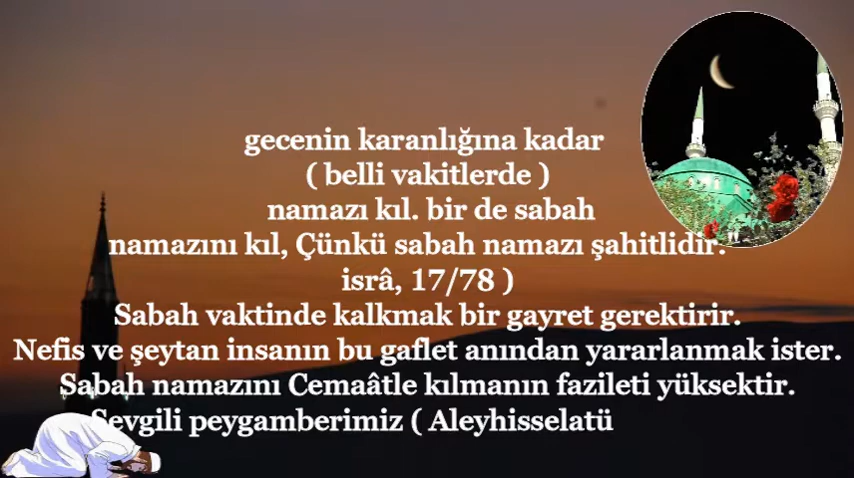 gecenin karanlığına kadar
( belli vakitlerde )
namazı kıl. bir de sabah
namazını kıl, Çünkü sabah namazı şahitlidir."
isrâ, 17/78 )
Sabah vaktinde kalkmak bir gayret gerektirir.
Nefis ve şeytan insanın bu gaflet anından yararlanmak ister.
Sabah namazını Cemaâtle kılmanın fazileti yüksektir.
Sevgili peygamberimiz ( Aleyhisselatü